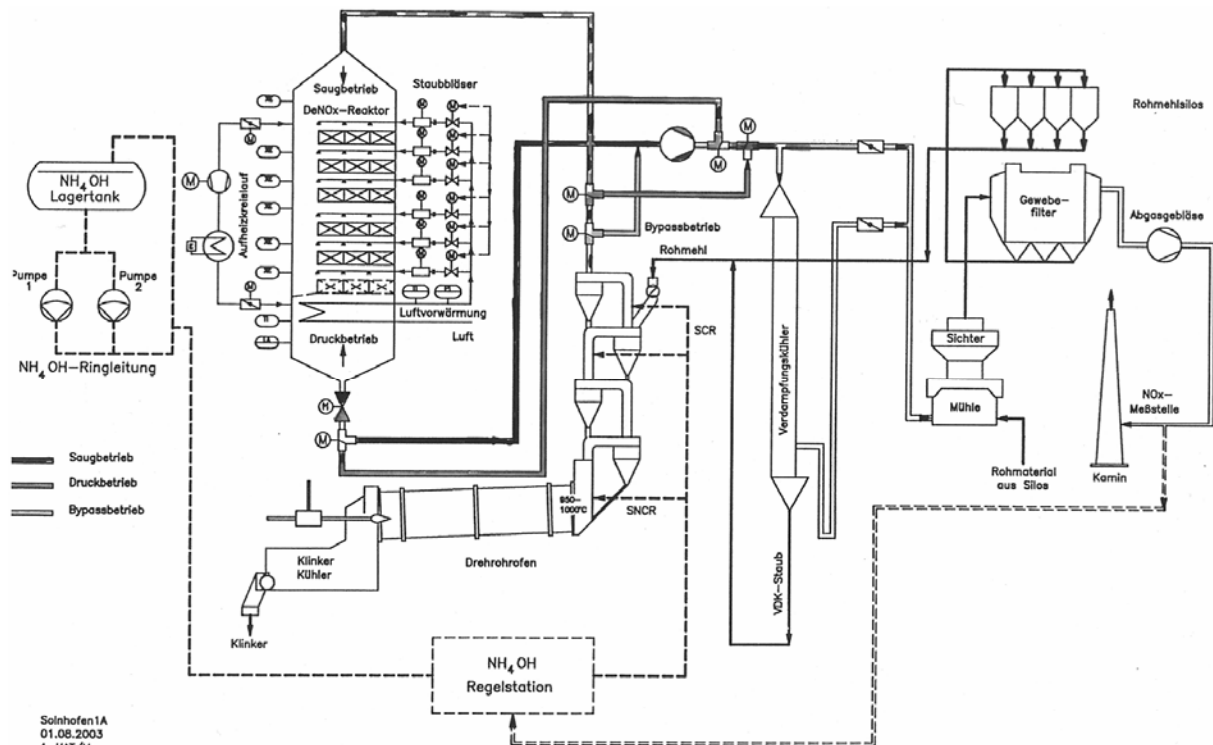 Saugbetrieb
DeNOx-Reaktor
Staubbläser
Rohmehlsilos
NH4OH
Lagertank
M
Aufheizkreislauf
Gewebe-
filter
Abgasgebläse
Bypassbetrieb
Rohmehl
Pumpe
1
Pumpe
2
Luftvorwärmung
Luft
Druckbetrieb
NH4OH-Ringleitung
SCR
Verdampfungskühler
Sichter
Mühle
NOx-
Meßstelle
Saugbetrieb
Druckbetrieb
Bypassbetrieb
Rohmaterial
aus Silos
Kamin
950-
1000°C
SNCR
Drehrohrofen
Klinker
Kühler
VDK-Staub
Klinker
NH4OH
Regelstation
Solnhofen1A
01.08.2003